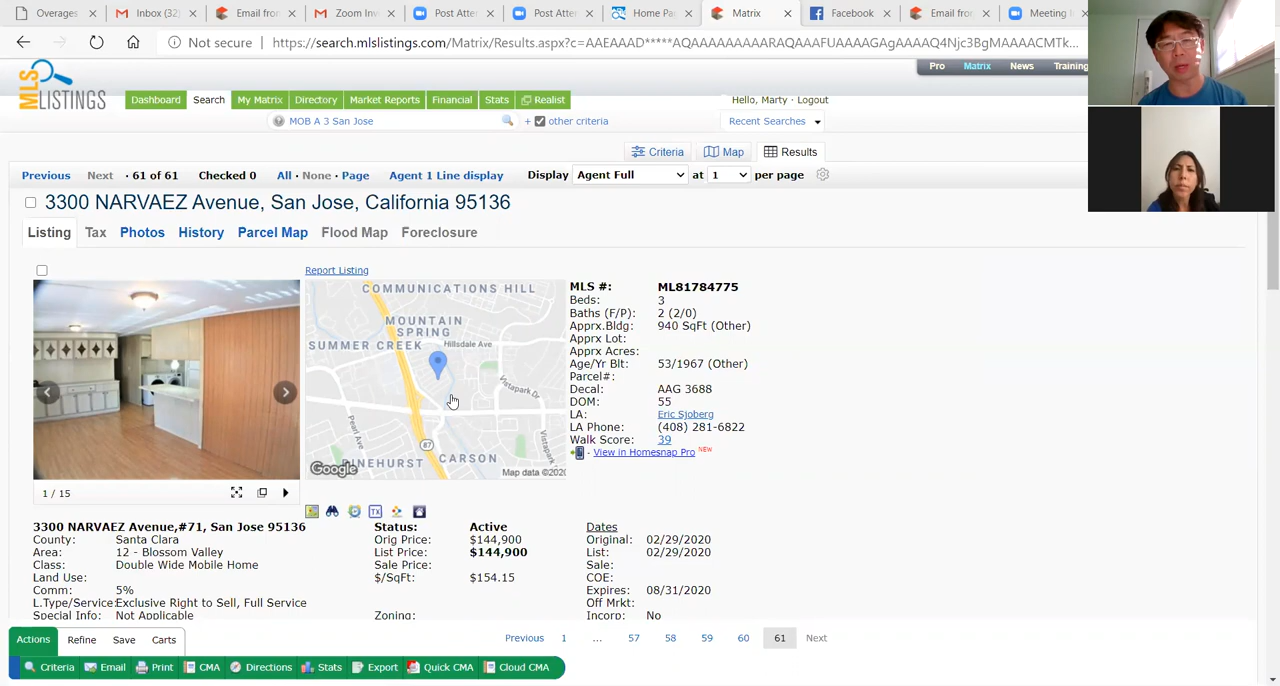 Overages
Inbox (32)
Email from
Zoom Inv
Post Atte
Post Atte
Home Pa
Matrix
Facebook
Email from
Meeting I
Not secure
https://search.mlslistings.com/Matrix/Results.aspx?c=AAEAAAD*****AQAAAAAAAAARAQAAAFUAAAAGAgAAAAQ4Njc3BgMAAAACMTk...
MLS
LISTINGS
Pro
Matrix
News
Training
Dashboard
Search
My Matrix
Directory
Market Reports
Financial
Stats
Realist
Hello, Marty · Logout
MOB A 3 San Jose
+
other criteria
Recent Searches
Criteria
Map
Results
Previous Next · 61 of 61 Checked 0 All · None · Page Agent 1 Line display Display Agent Full at 1 per page
3300 NARVAEZ Avenue, San Jose, California 95136
Listing Tax Photos History Parcel Map Flood Map Foreclosure
Report Listing
COMMUNICATIONS HILL
MOUNTAIN
SPRING
SUMMER CREEK
Hillsdale Ave
Vistapark Dr
Pearl Ave
Vistapark
87
PINEHURST
CARSON
Google
Map data ©2020
1 / 15
MLS #: ML81784775
Beds: 3
Baths (F/P): 2 (2/0)
Apprx.Bldg: 940 SqFt (Other)
Apprx Lot:
Apprx Acres:
Age/Yr Blt: 53/1967 (Other)
Parcel#:
Decal: AAG 3688
DOM: 55
LA: Eric Sjoberg
LA Phone: (408) 281-6822
Walk Score: 39
- View in Homesnap Pro NEW
TX
3300 NARVAEZ Avenue,#71, San Jose 95136
County: Santa Clara
Area: 12 - Blossom Valley
Class: Double Wide Mobile Home
Land Use:
Comm: 5%
L.Type/Service: Exclusive Right to Sell, Full Service
Special Info: Not Applicable
Status: Active
Orig Price: $144,900
List Price: $144,900
Sale Price:
$/SqFt: $154.15
Zoning:
Dates
Original: 02/29/2020
List: 02/29/2020
Sale:
COE:
Expires: 08/31/2020
Off Mrkt:
Incorp: No
Previous 1 ... 57 58 59 60 61 Next
Actions Refine Save Carts
Criteria Email Print CMA Directions Stats Export Quick CMA Cloud CMA